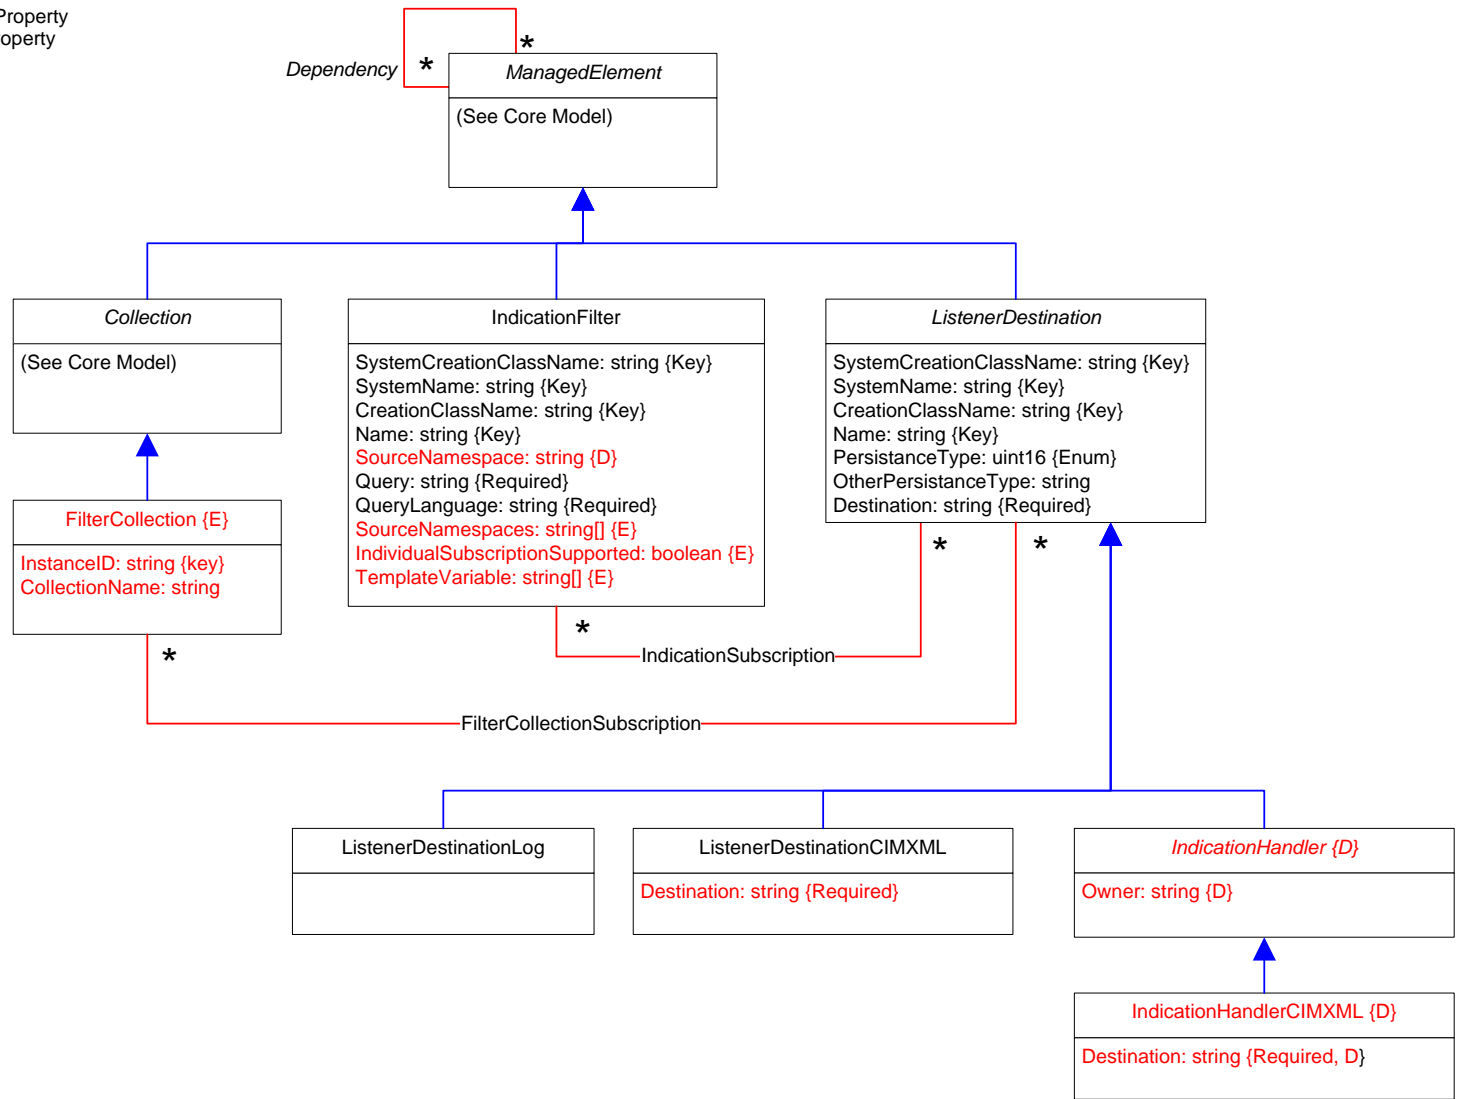 Property
operty
Dependency
*
*
ManagedElement
(See Core Model)
Collection
(See Core Model)
IndicationFilter
SystemCreationClassName: string {Key}
SystemName: string {Key}
CreationClassName: string {Key}
Name: string {Key}
SourceNamespace: string {D}
Query: string {Required}
QueryLanguage: string {Required}
SourceNamespaces: string[] {E}
IndividualSubscriptionSupported: boolean {E}
TemplateVariable: string[] {E}
ListenerDestination
SystemCreationClassName: string {Key}
SystemName: string {Key}
CreationClassName: string {Key}
Name: string {Key}
PersistanceType: uint16 {Enum}
OtherPersistanceType: string
Destination: string {Required}
FilterCollection {E}
InstanceID: string {key}
CollectionName: string
*
*
*
*
IndicationSubscription
FilterCollectionSubscription
ListenerDestinationLog
ListenerDestinationCIMXML
Destination: string {Required}
IndicationHandler {D}
Owner: string {D}
IndicationHandlerCIMXML {D}
Destination: string {Required, D}